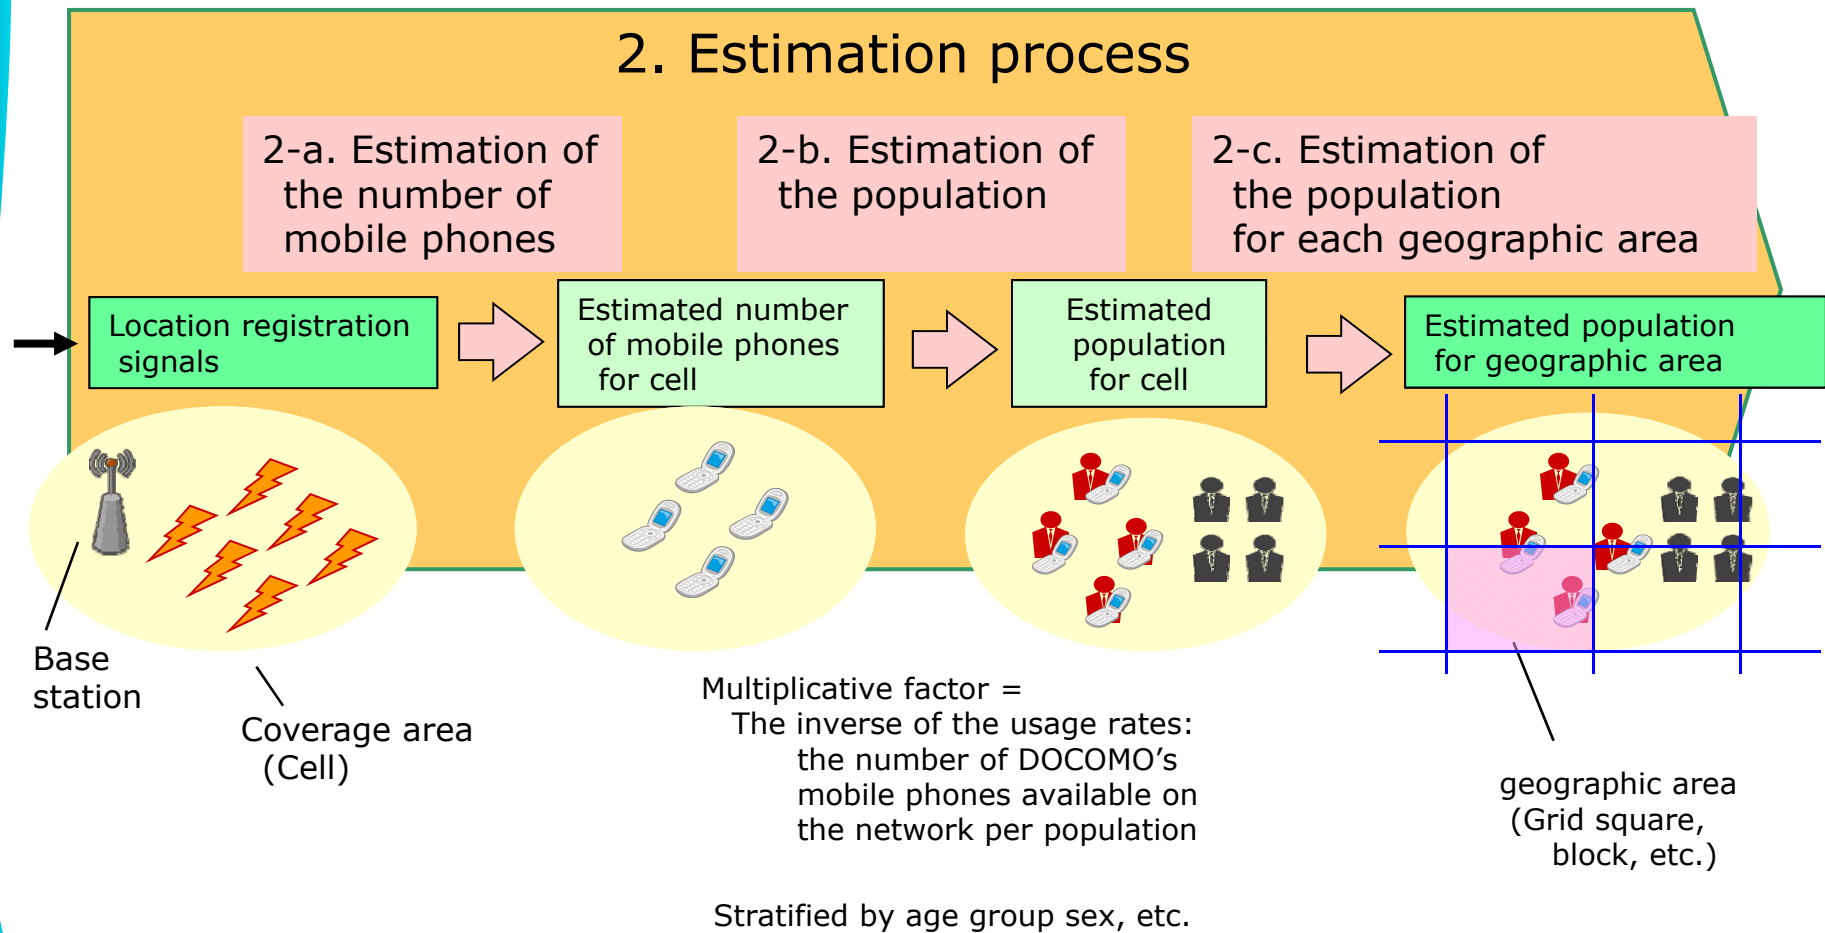 2. Estimation process
2-a. Estimation of
the number of
mobile phones
2-b. Estimation of
the population
2-c. Estimation of
the population
for each geographic area
Location registration
signals
Estimated number
of mobile phones
for cell
Estimated
population
for cell
Estimated population
for geographic area
Base
station
Coverage area
(Cell)
Multiplicative factor =
The inverse of the usage rates:
the number of DOCOMO's
mobile phones available on
the network per population
Stratified by age group sex, etc.
geographic area
(Grid square,
block, etc.)